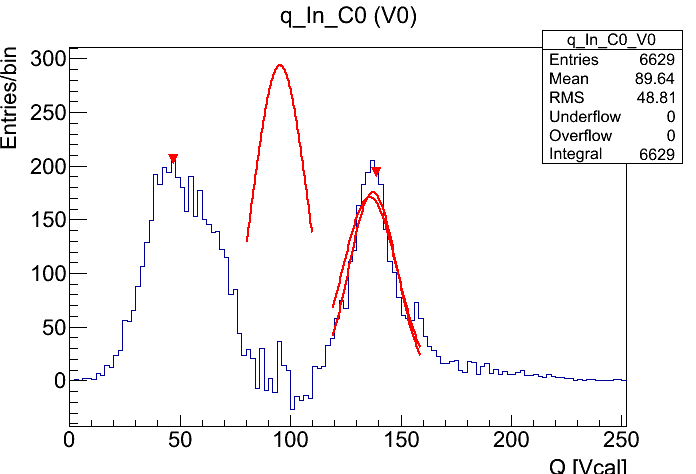 q_In_C0 (V0)
q_In_C0_V0
Entries 6629
Mean 89.64
RMS 48.81
Underflow 0
Overflow 0
Integral 6629
Entries/bin
300
250
200
150
100
50
0
0 50 100 150 200 250
Q [Vcal]